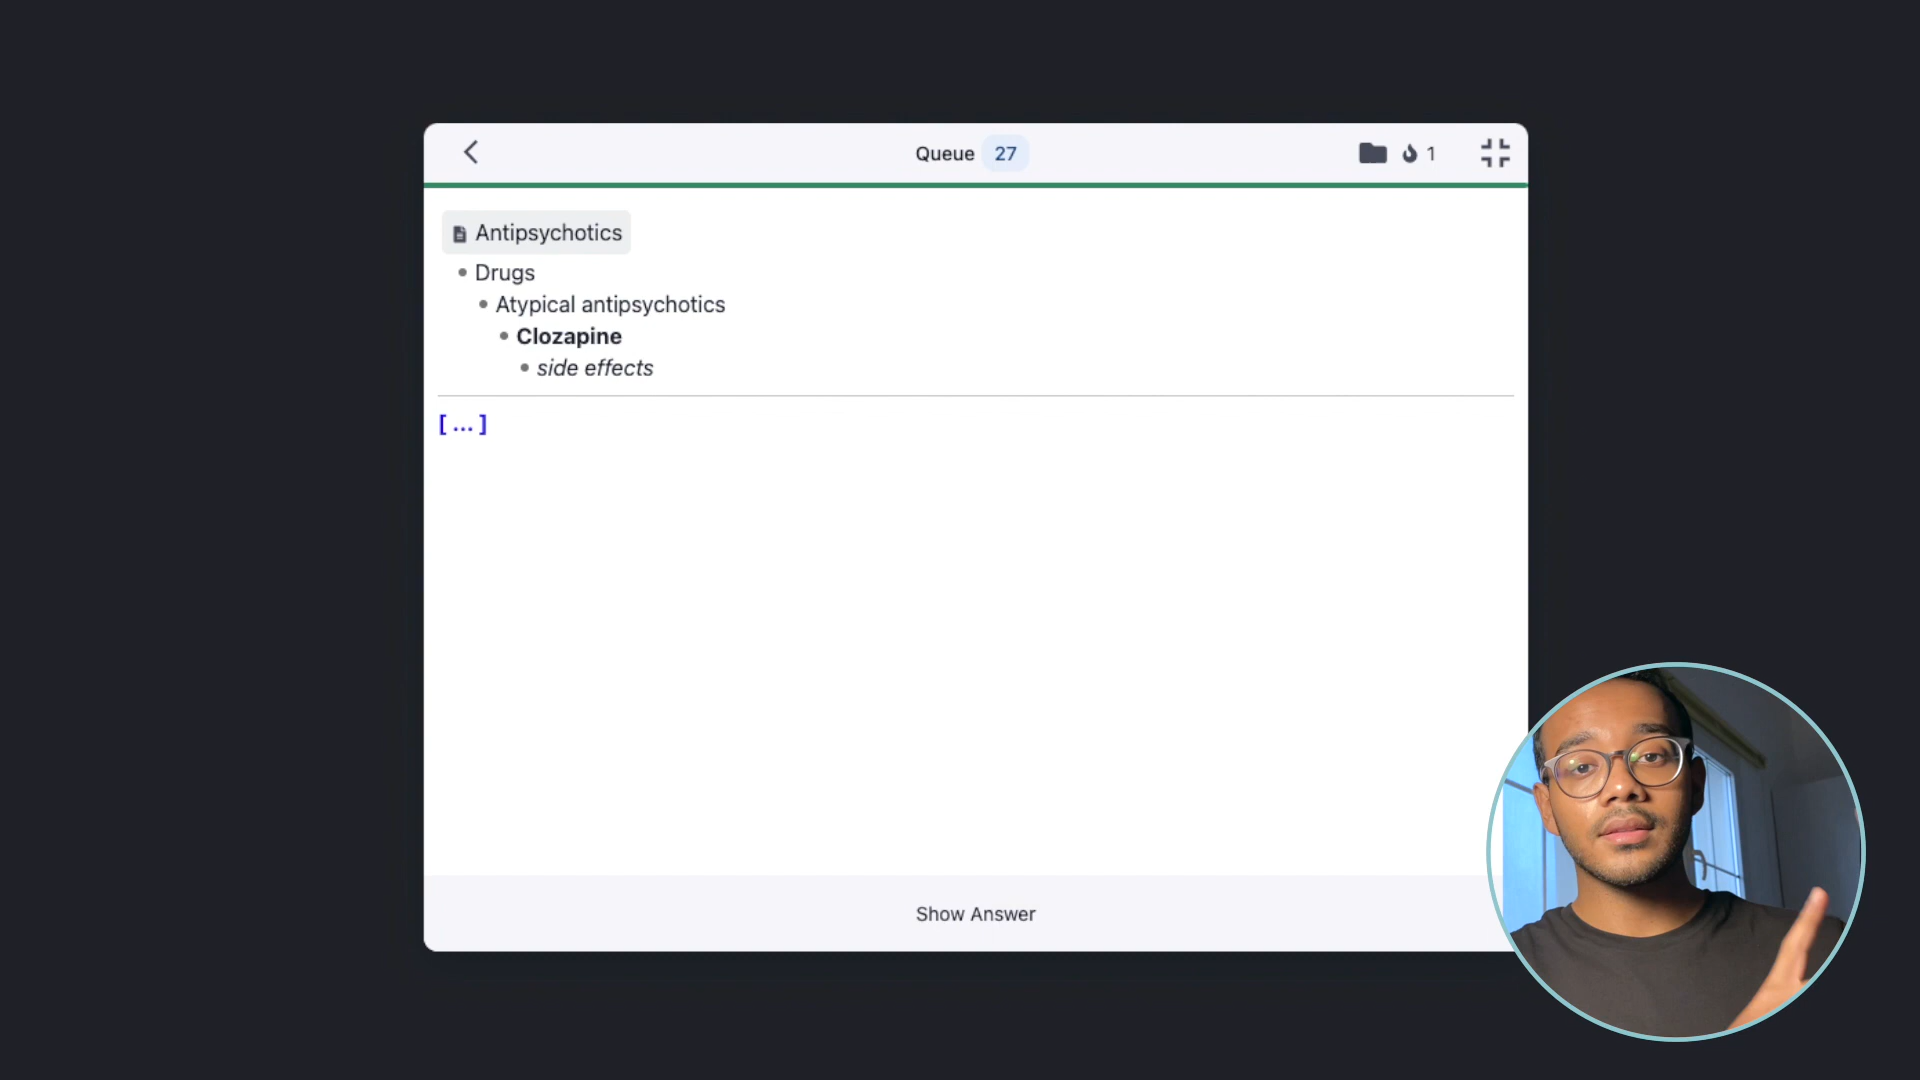 Queue 27
1
Antipsychotics
• Drugs
• Atypical antipsychotics
• Clozapine
• side effects
[ ... ]
Show Answer